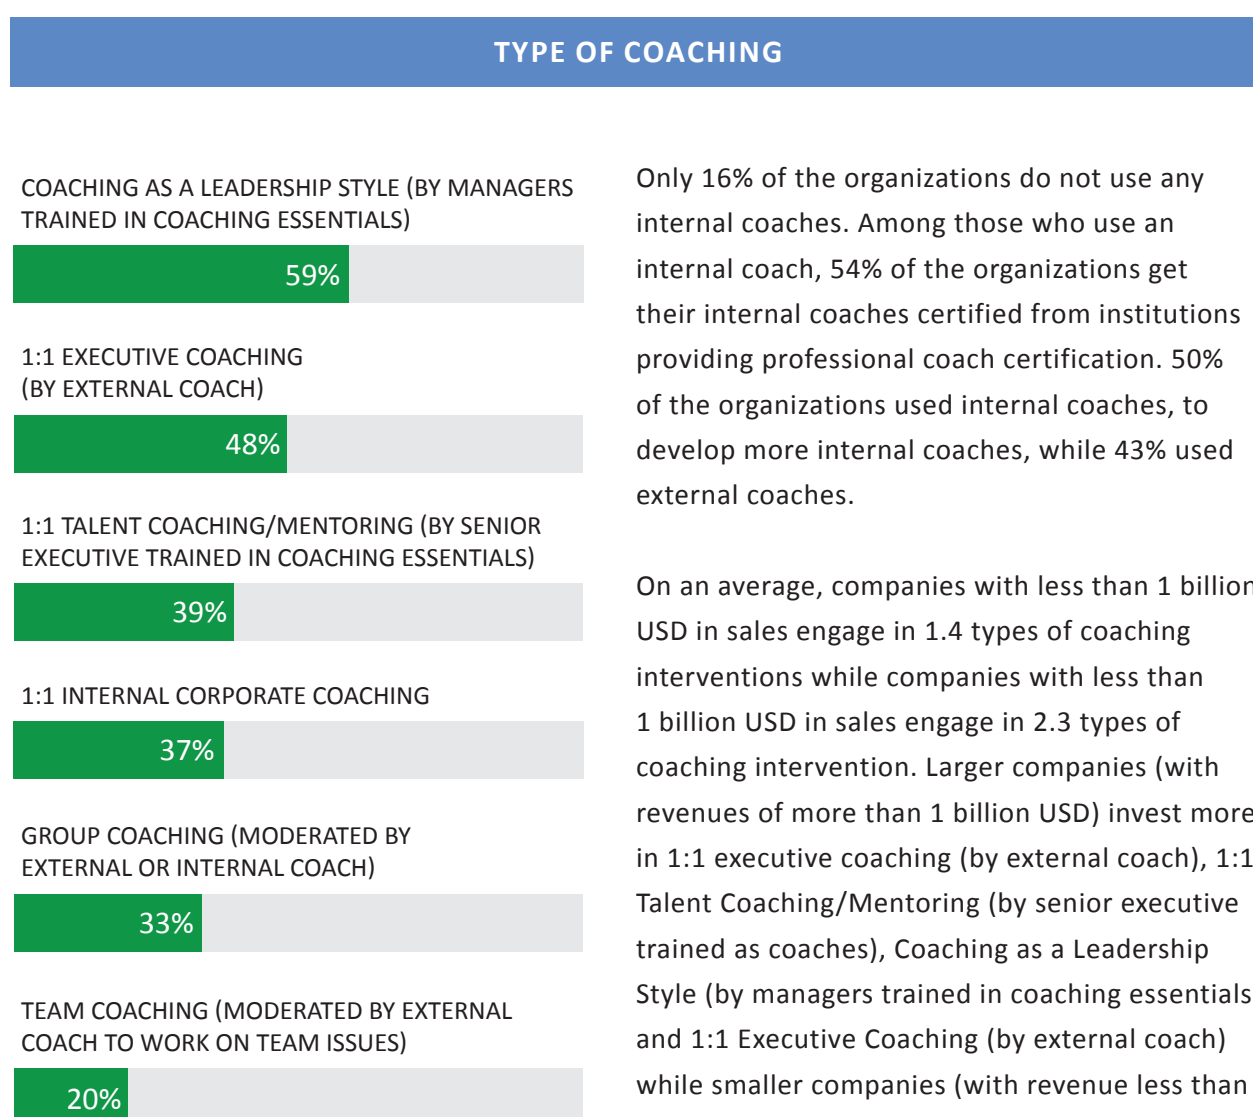 TYPE OF COACHING
COACHING AS A LEADERSHIP STYLE (BY MANAGERS
TRAINED IN COACHING ESSENTIALS)
59%
1:1 EXECUTIVE COACHING
(BY EXTERNAL COACH)
48%
1:1 TALENT COACHING/MENTORING (BY SENIOR
EXECUTIVE TRAINED IN COACHING ESSENTIALS)
39%
1:1 INTERNAL CORPORATE COACHING
37%
GROUP COACHING (MODERATED BY
EXTERNAL OR INTERNAL COACH)
33%
TEAM COACHING (MODERATED BY EXTERNAL
COACH TO WORK ON TEAM ISSUES)
20%
Only 16% of the organizations do not use any
internal coaches. Among those who use an
internal coach, 54% of the organizations get
their internal coaches certified from institutions
providing professional coach certification. 50%
of the organizations used internal coaches, to
develop more internal coaches, while 43% used
external coaches.
On an average, companies with less than 1 billion
USD in sales engage in 1.4 types of coaching
interventions while companies with less than
1 billion USD in sales engage in 2.3 types of
coaching intervention. Larger companies (with
revenues of more than 1 billion USD) invest more
in 1:1 executive coaching (by external coach), 1:1
Talent Coaching/Mentoring (by senior executive
trained as coaches), Coaching as a Leadership
Style (by managers trained in coaching essentials
and 1:1 Executive Coaching (by external coach)
while smaller companies (with revenue less than